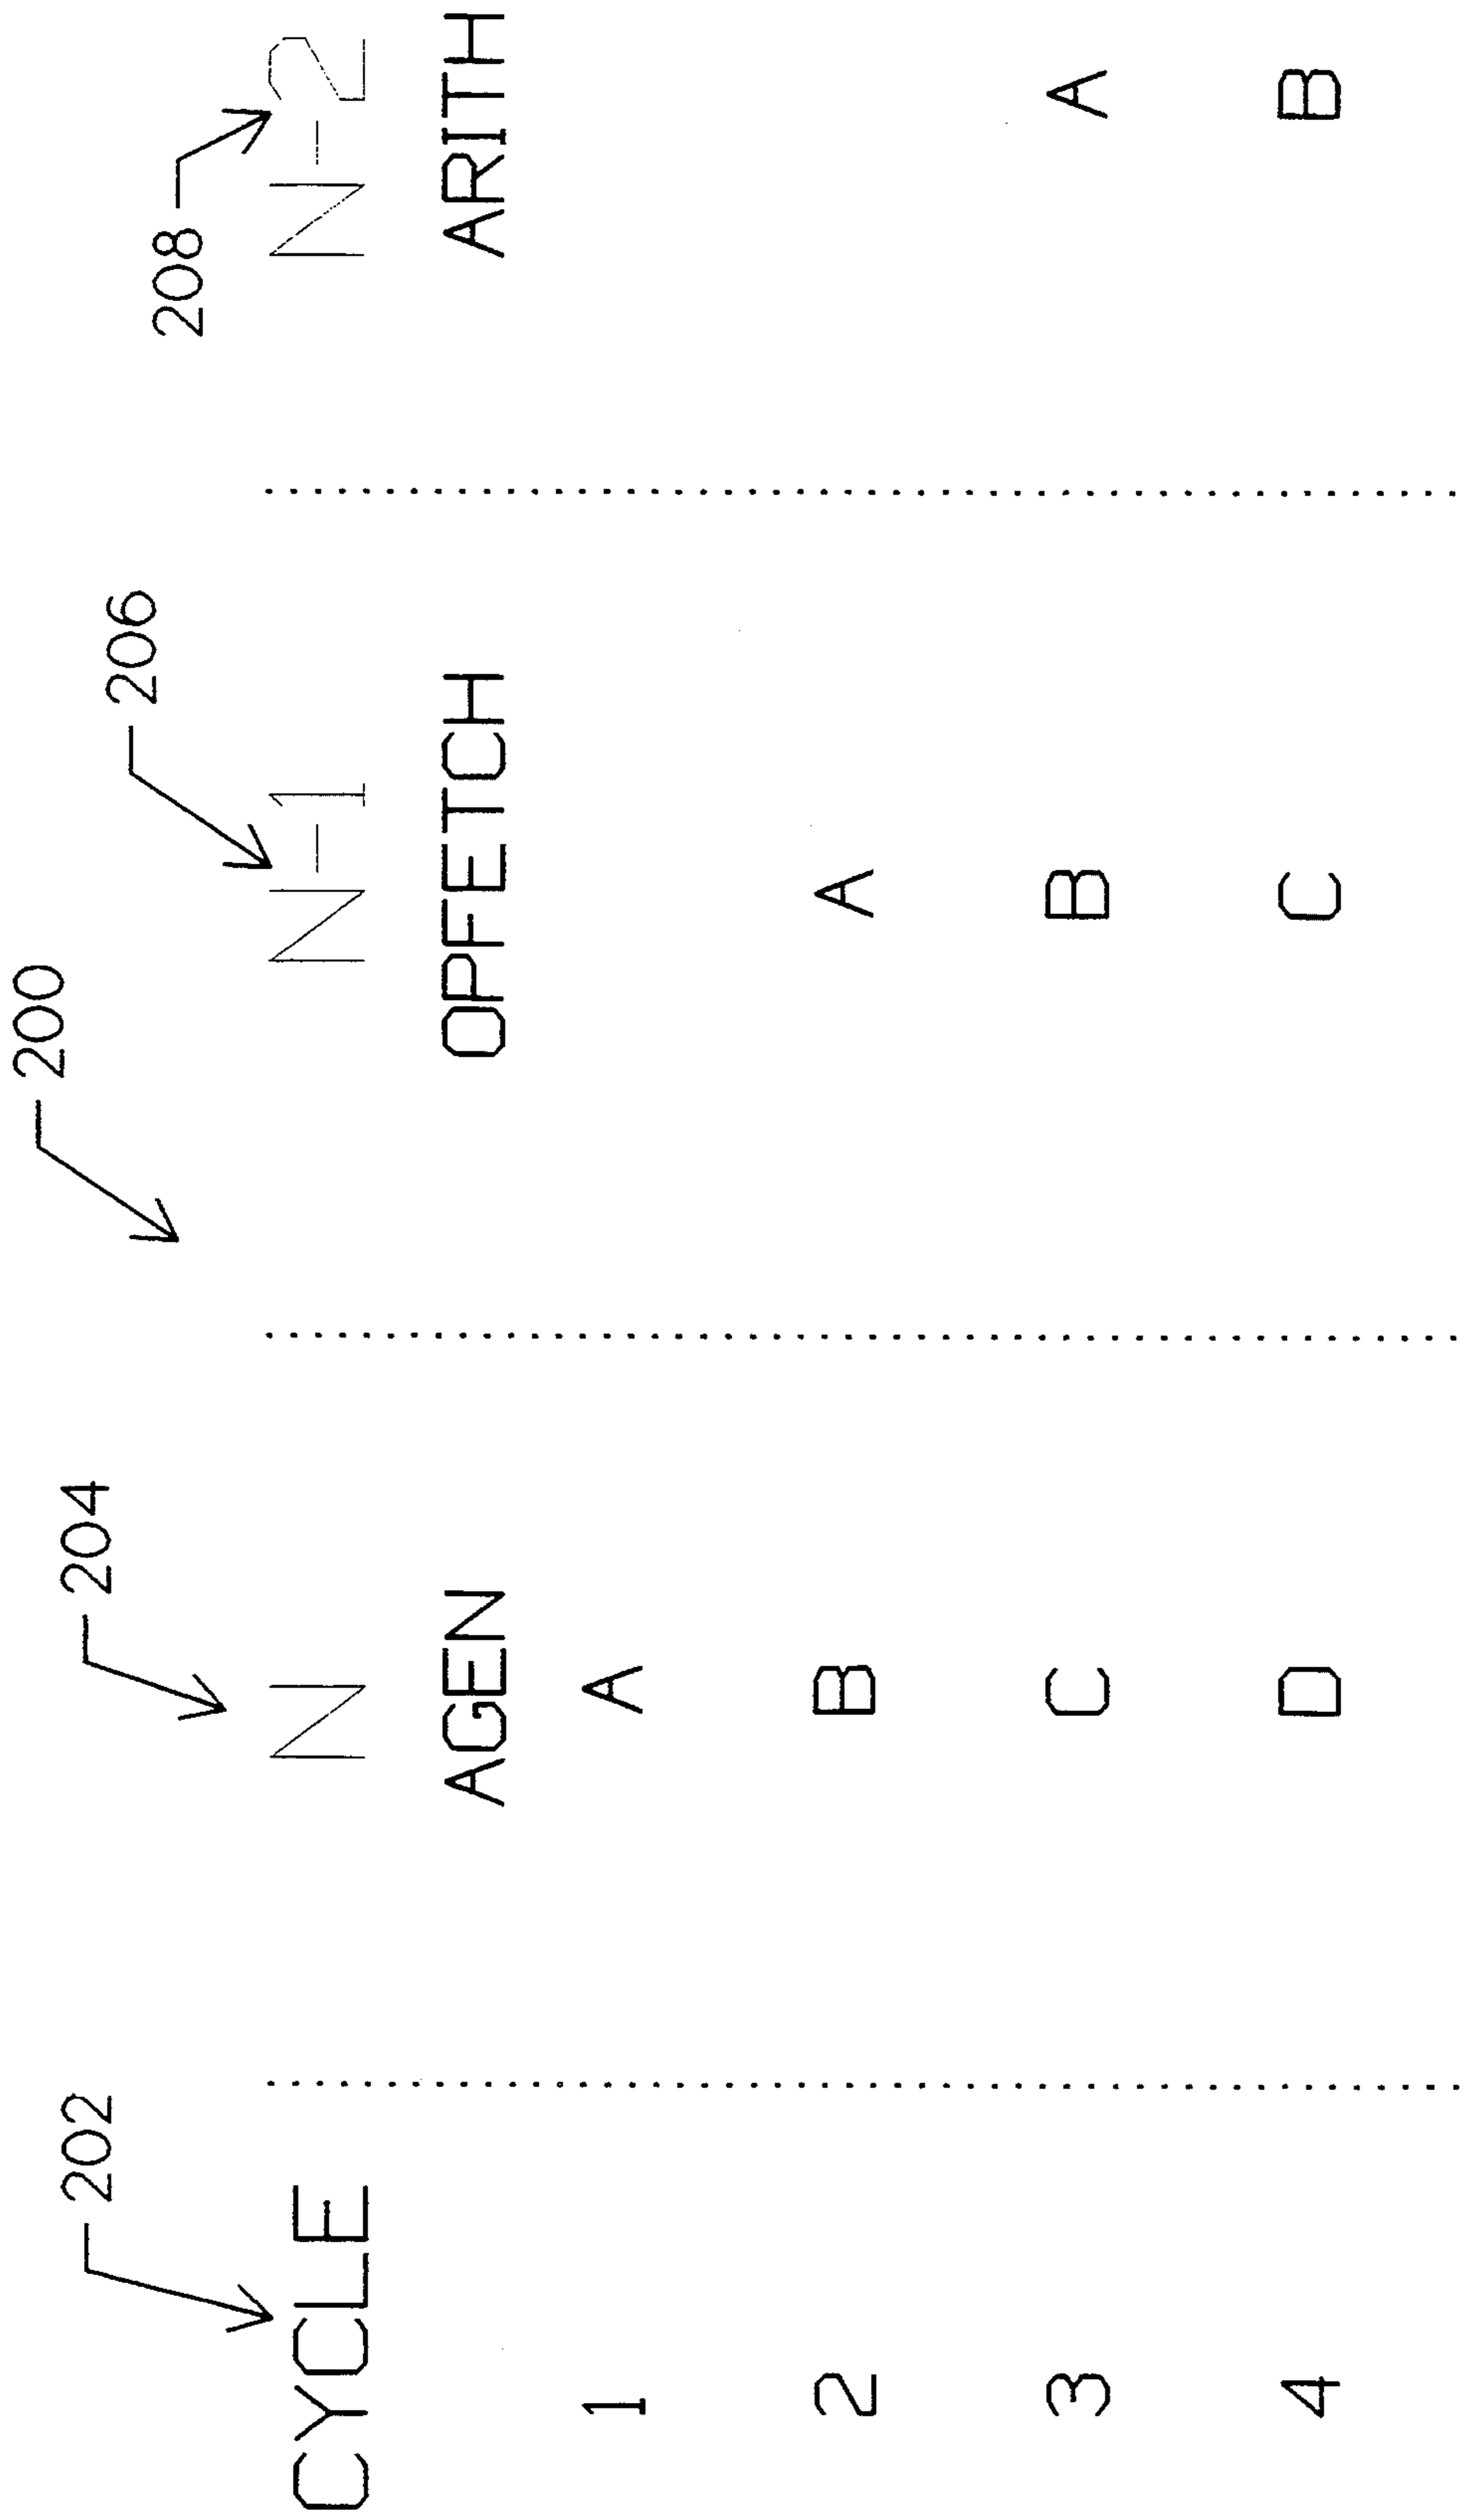 200
202 204 206 208
CYCLE N N-1 N-2
AGEN OPFETCH ARITH
1 A
2 B A
3 C B A
4 D C B